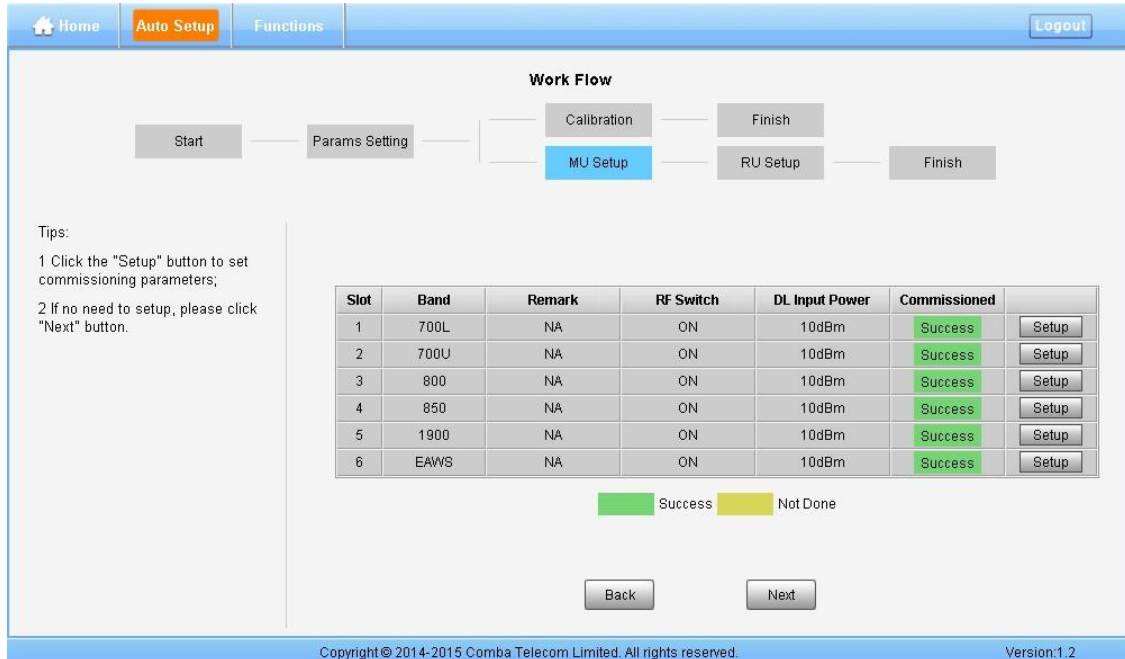 Home Auto Setup Functions Logout
Work Flow
Calibration Finish
Start Params Setting
MU Setup RU Setup Finish
Tips:
1 Click the "Setup" button to set
commissioning parameters;
2 If no need to setup, please click
"Next" button.
Slot Band Remark RF Switch DL Input Power Commissioned
1 700L NA ON 10dBm Success Setup
2 700U NA ON 10dBm Success Setup
3 800 NA ON 10dBm Success Setup
4 850 NA ON 10dBm Success Setup
5 1900 NA ON 10dBm Success Setup
6 EAWS NA ON 10dBm Success Setup
Success Not Done
Back Next
Copyright © 2014-2015 Comba Telecom Limited. All rights reserved. Version:1.2